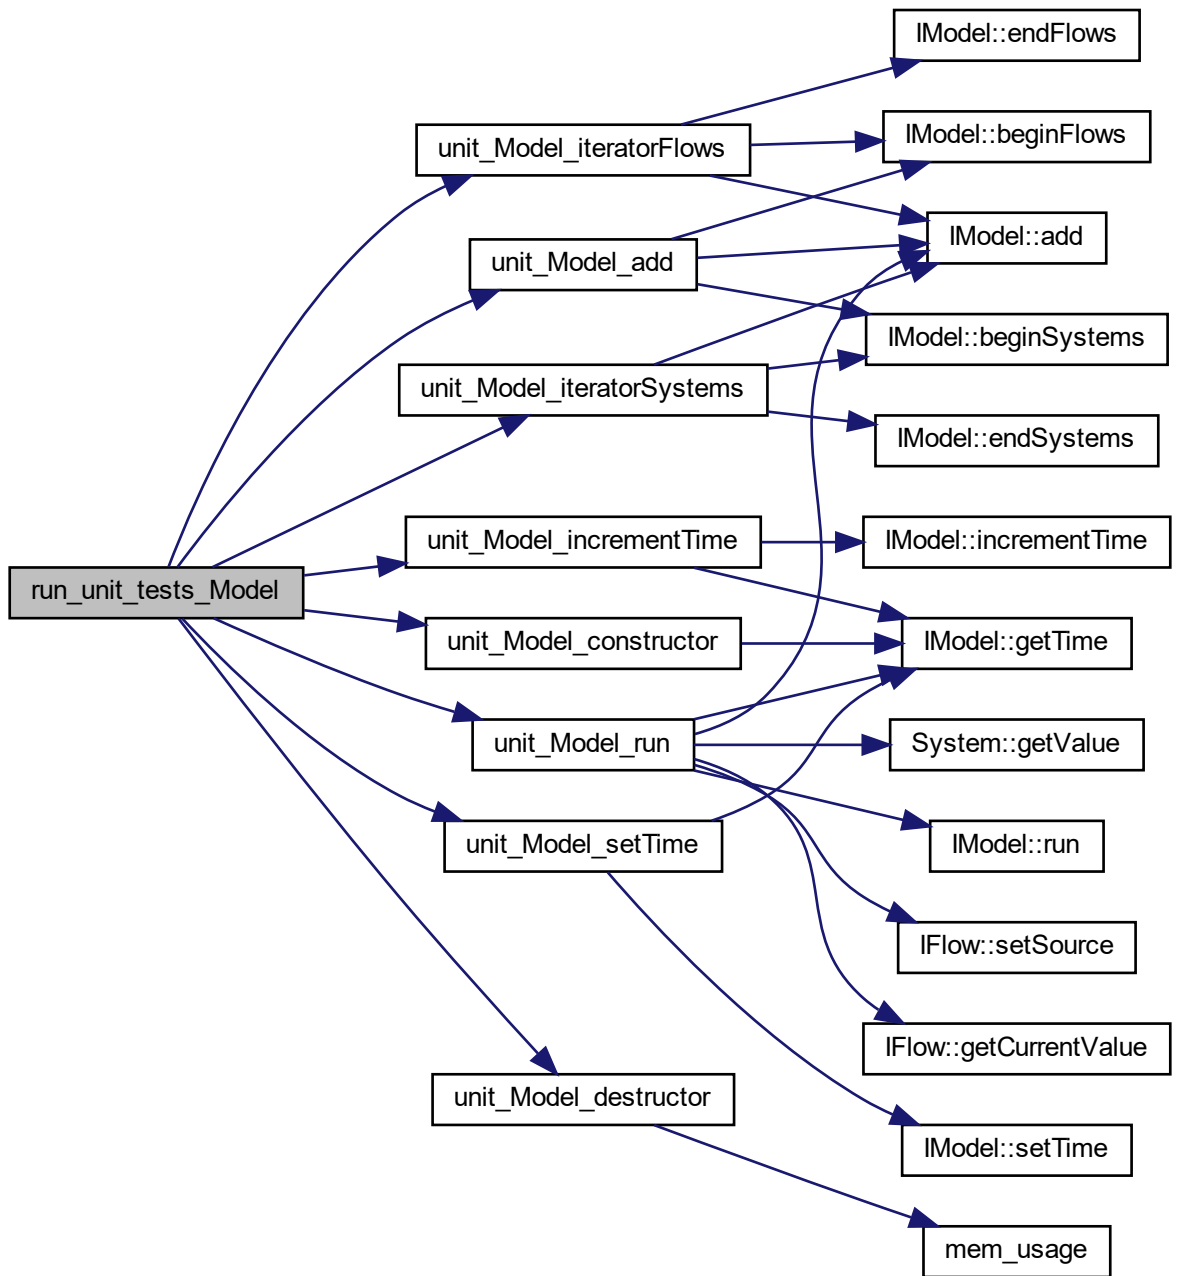 IModel::endFlows
IModel::beginFlows
unit_Model_iteratorFlows
IModel::add
unit_Model_add
IModel::beginSystems
unit_Model_iteratorSystems
IModel::endSystems
unit_Model_incrementTime
IModel::incrementTime
run_unit_tests_Model
unit_Model_constructor
IModel::getTime
unit_Model_run
System::getValue
unit_Model_setTime
IModel::run
IFlow::setSource
IFlow::getCurrentValue
unit_Model_destructor
IModel::setTime
mem_usage